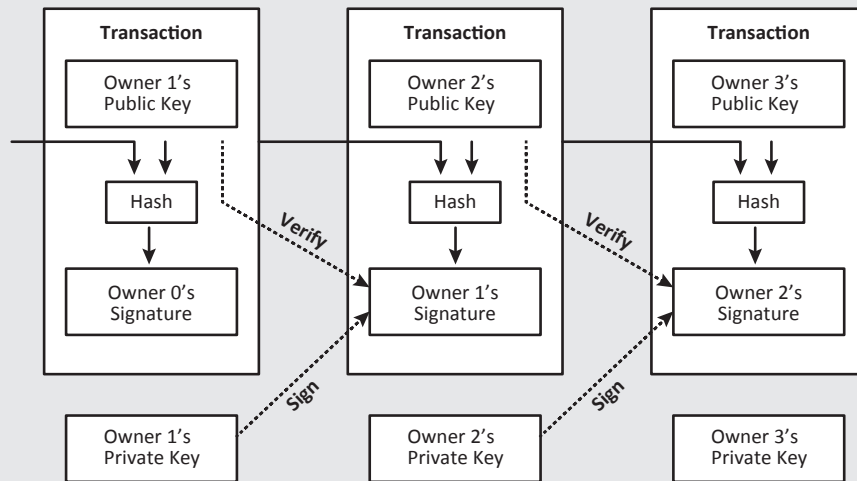 Transaction
Transaction
Transaction
Owner 1's
Public Key
Owner 2's
Public Key
Owner 3's
Public Key
Hash
Hash
Hash
Verify
Verify
Owner 0's
Signature
Owner 1's
Signature
Owner 2's
Signature
Sign
Sign
Owner 1's
Private Key
Owner 2's
Private Key
Owner 3's
Private Key